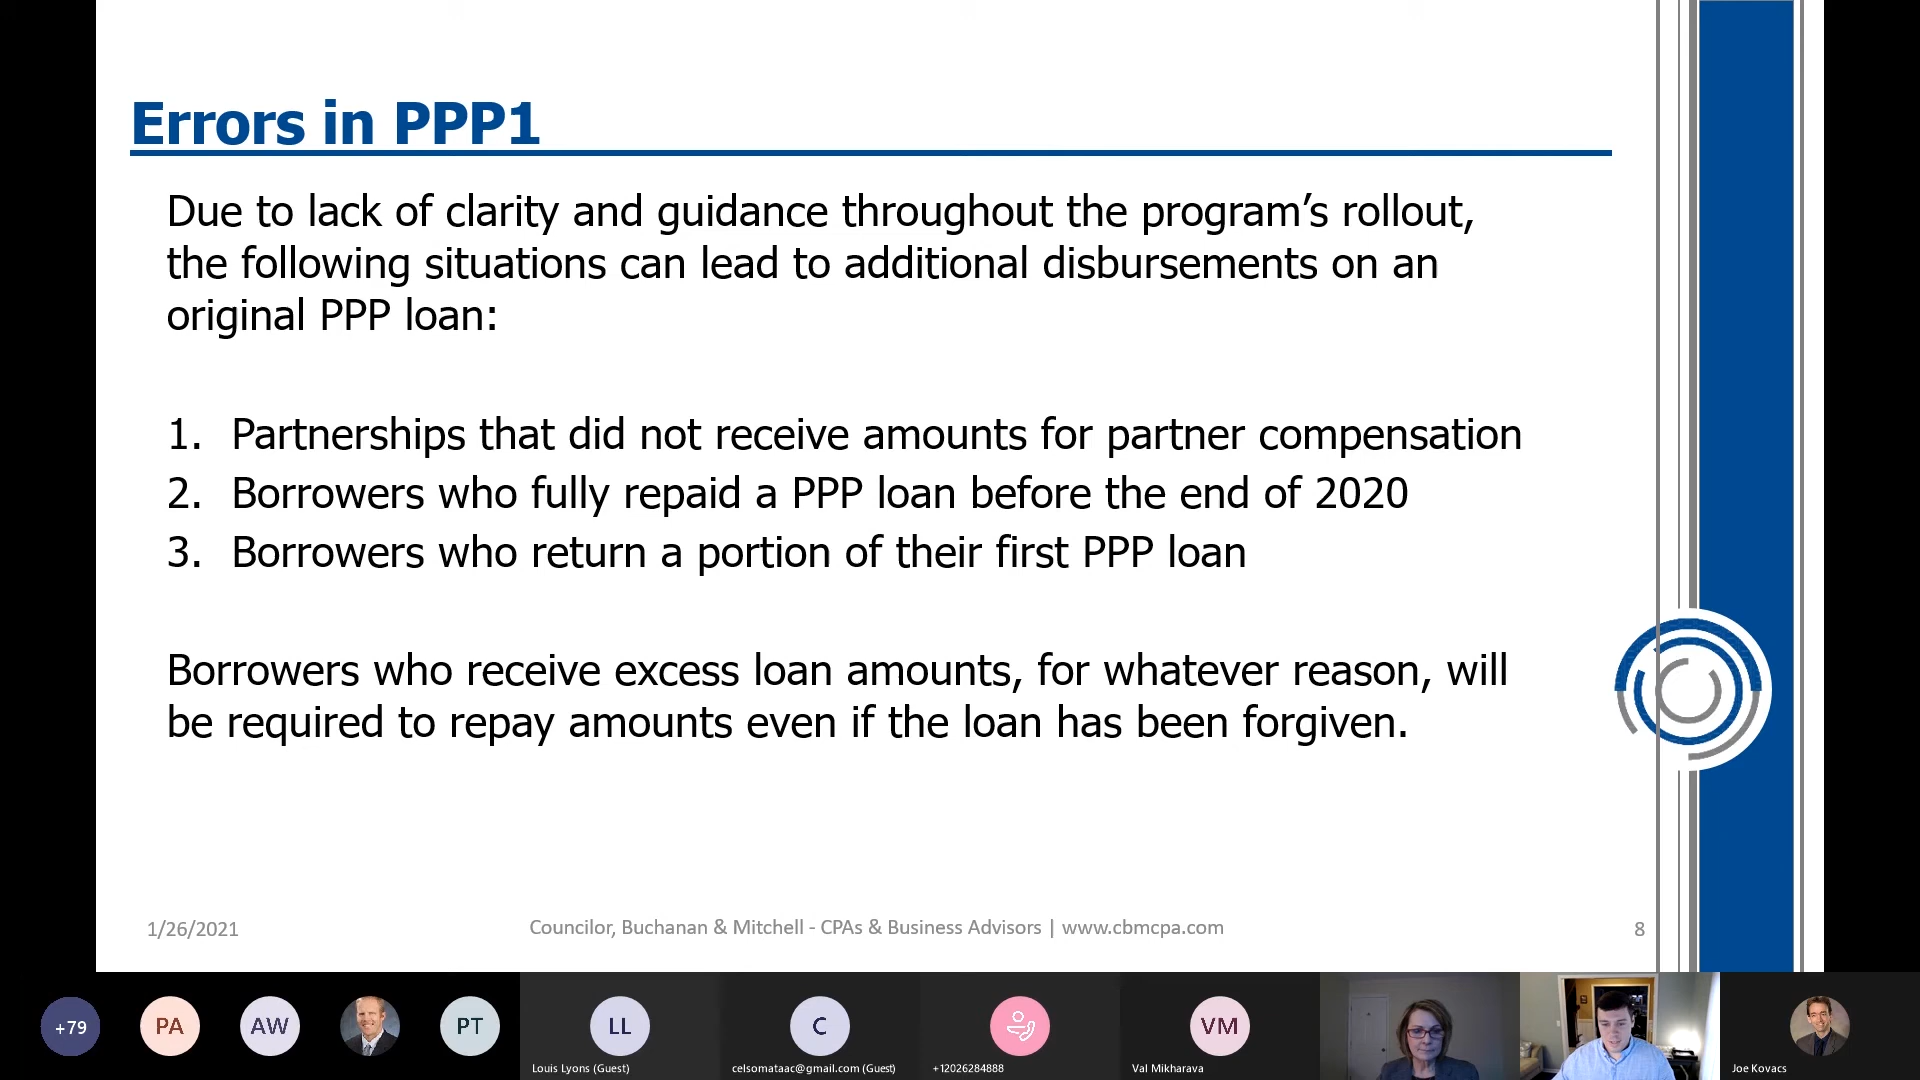 Errors in PPP1
Due to lack of clarity and guidance throughout the program’s rollout,
the following situations can lead to additional disbursements on an
original PPP loan:
1. Partnerships that did not receive amounts for partner compensation
2. Borrowers who fully repaid a PPP loan before the end of 2020
3. Borrowers who return a portion of their first PPP loan
Borrowers who receive excess loan amounts, for whatever reason, will
be required to repay amounts even if the loan has been forgiven.
1/26/2021
Councilor, Buchanan & Mitchell - CPAs & Business Advisors | www.cbmcpa.com
8
+79
PA
AW
PT
LL
C
VM
Louis Lyons (Guest)
celsomataac@gmail.com (Guest)
+12026284888
Val Mikharava
Joe Kovacs